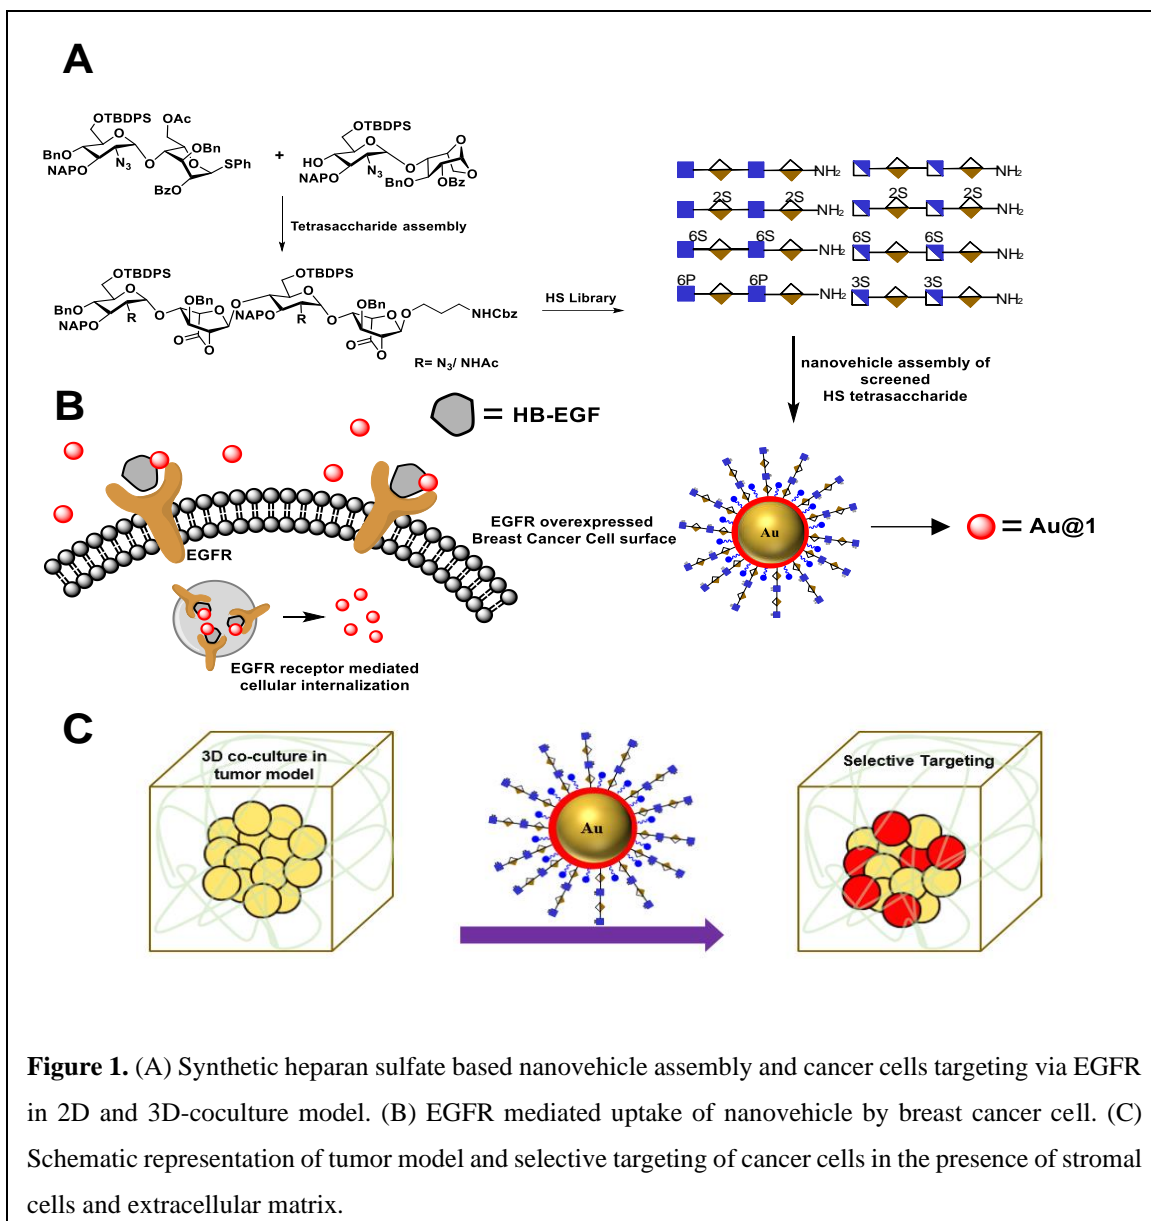 A
OTBDPS
OAc
BnO
NAPO
N3
O
O
OBn
SPh
BzO
+
OTBDPS
HO
NAPO
N3
O
O
O
O
BnO
OBz
Tetrasaccharide assembly
OTBDPS
BnO
NAPO
R
O
O
OBn
O
O
O
OTBDPS
O
NAPO
R
O
O
OBn
O
O
O
O
NHCbz
R= N3/ NHAc
HS Library
NH2
NH2
2S 2S
NH2
2S 2S
NH2
6S 6S
NH2
6S 6S
NH2
6P 6P
NH2
3S 3S
NH2
nanovehicle assembly of
screened
HS tetrasaccharide
B
= HB-EGF
EGFR
EGFR overexpressed
Breast Cancer Cell surface
Au
= Au@1
EGFR receptor mediated
cellular internalization
C
3D co-culture in
tumor model
Au
Selective Targeting
Figure 1. (A) Synthetic heparan sulfate based nanovehicle assembly and cancer cells targeting via EGFR
in 2D and 3D-coculture model. (B) EGFR mediated uptake of nanovehicle by breast cancer cell. (C)
Schematic representation of tumor model and selective targeting of cancer cells in the presence of stromal
cells and extracellular matrix.